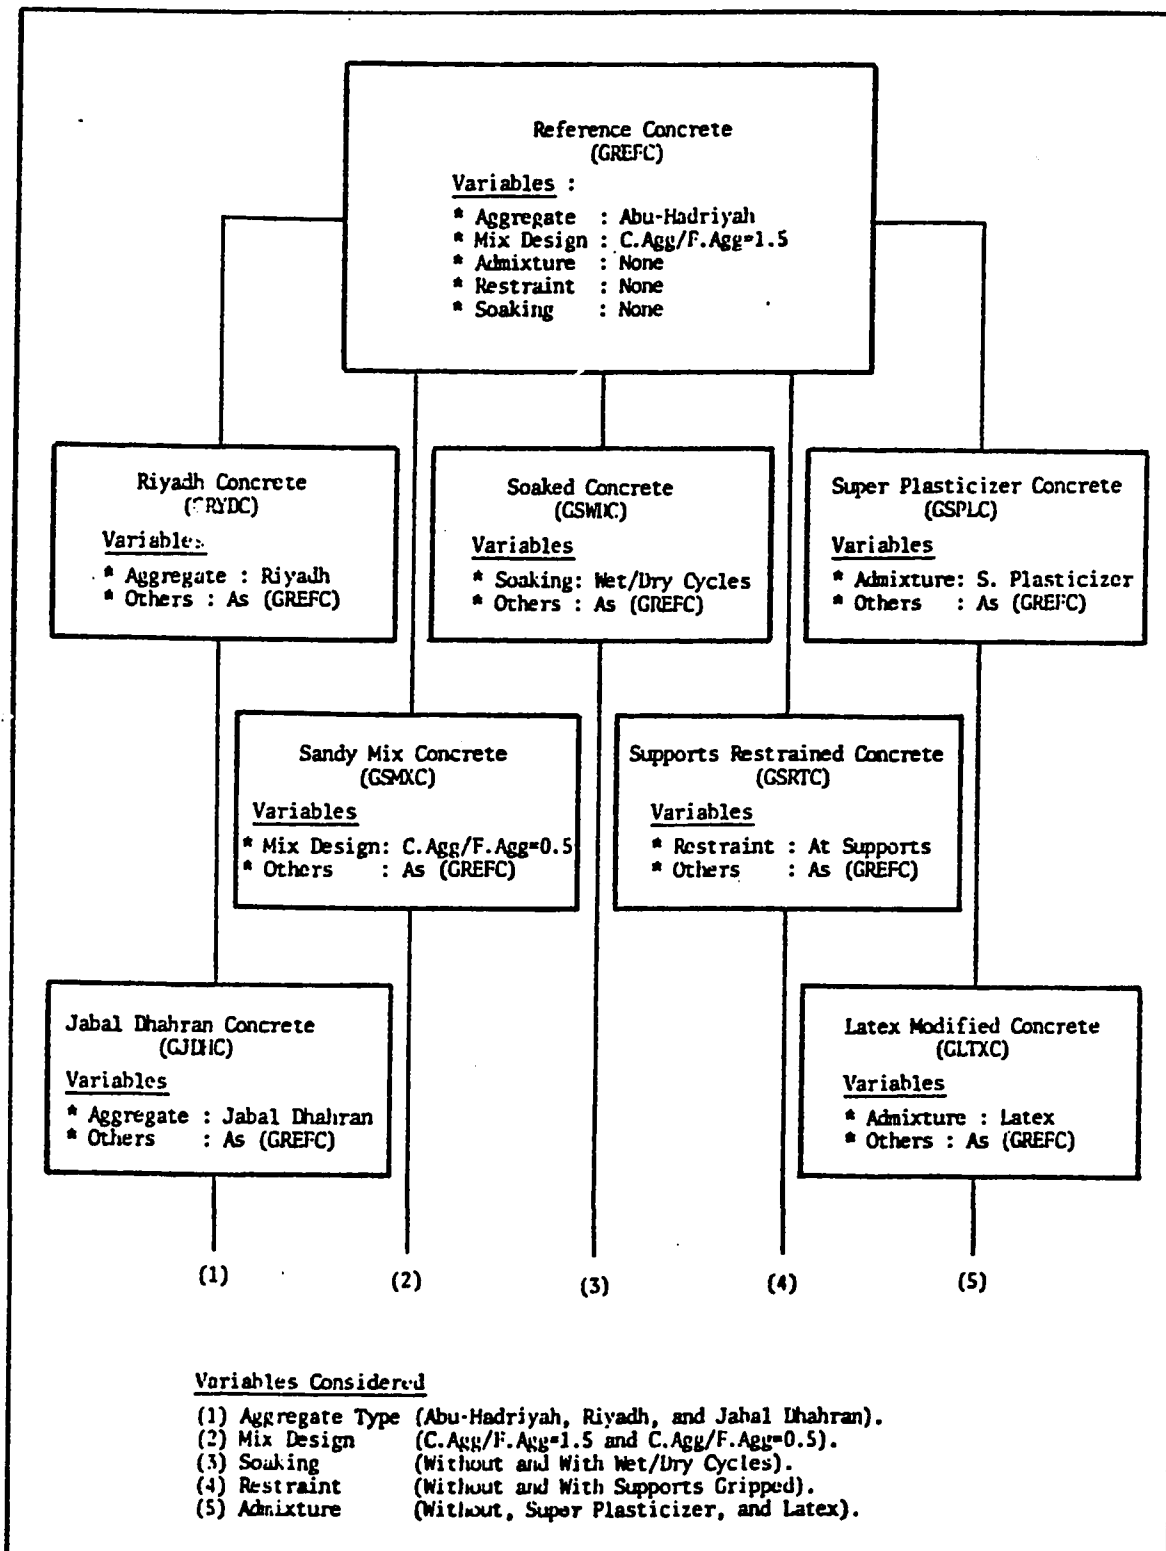 Reference Concrete
(GREFC)
Variables :
* Aggregate : Abu-Hadriyah
* Mix Design : C.Agg/F.Agg=1.5
* Admixture : None
* Restraint : None
* Soaking : None
Riyadh Concrete
RYDC)
Variables
* Aggregate : Riyadh
* Others : As (GREFC)
Soaked Concrete
(GSWDC)
Variables
* Soaking: Wet/Dry Cycles
* Others : As (GREFC)
Super Plasticizer Concrete
(GSPLC)
Variables
* Admixture: S. Plasticizer
* Others : As (GREFC)
Sandy Mix Concrete
(GSMXC)
Variables
* Mix Design: C.Agg/F.Agg=0.5
* Others : As (GREFC)
Supports Restrained Concrete
(GSRTC)
Variables
* Restraint : At Supports
* Others : As (GREFC)
Jabal Dhahran Concrete
(GJDHC)
Variables
* Aggregate : Jabal Dhahran
* Others : As (GREFC)
Latex Modified Concrete
(GLTXC)
Variables
* Admixture : Latex
* Others : As (GREFC)
(1) (2) (3) (4) (5)
Variables Considered
(1) Aggregate Type (Abu-Hadriyah, Riyadh, and Jabal Dhahran).
(2) Mix Design (C.Agg/F.Agg=1.5 and C.Agg/F.Agg=0.5).
(3) Soaking (Without and With Wet/Dry Cycles).
(4) Restraint (Without and With Supports Gripped).
(5) Admixture (Without, Super Plasticizer, and Latex).